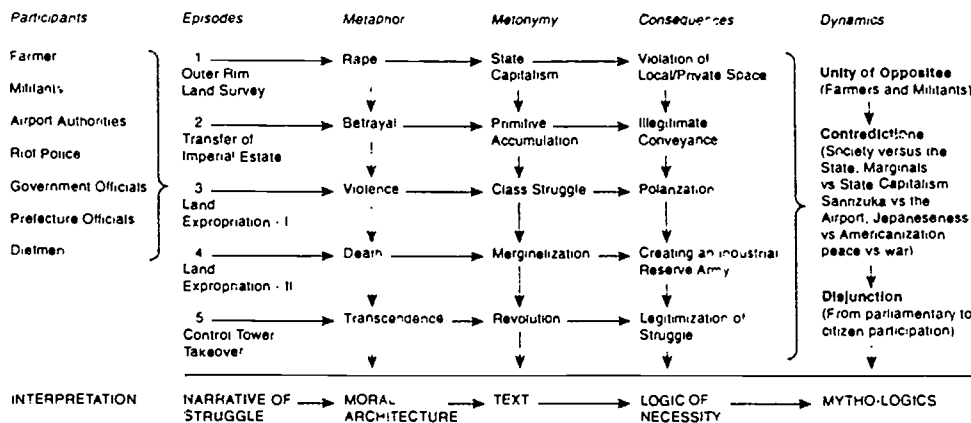 Participants Episodes Metaphor Metonymy Consequences Dynamics
Farmer
Militants
Airport Authorities
Riot Police
Government Officials
Prefecture Officials
Dietmen
1
Outer Rim
Land Survey
Rape
State
Capitalism
Violation of
Local/Private Space
2
Transfer of
Imperial Estate
Betrayal
Primitive
Accumulation
Illegitimate
Conveyance
3
Land
Expropriation - I
Violence
Class Struggle
Polanzation
4
Land
Expropriation - II
Death
Merginelization
Creating an Industrial
Reserve Army
5
Control Tower
Takeover
Transcendence
Revolution
Legitimization of
Struggle
Unity of Oppositee
(Farmers and Militants)
Contredictione
(Society versus the
State, Marginals
vs State Capitalism
Sanrizuka vs the
Airport, Jepaneseness
vs Americanization
peace vs war)
Disjunction
(From parliamentary to
citizen participation)
INTERPRETATION
NARRATIVE OF
STRUGGLE
MORAL
ARCHITECTURE
TEXT
LOGIC OF
NECESSITY
MYTHO-LOGICS